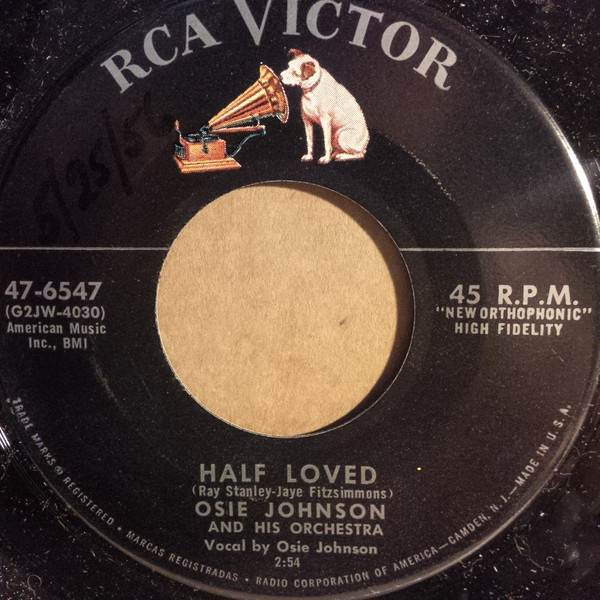 RCA VICTOR
5/25/56
47-6547
(G2JW-4030)
American Music
Inc., BMI
45 R.P.M.
"NEW ORTHOPHONIC"
HIGH FIDELITY
HALF LOVED
(Ray Stanley-Jaye Fitzsimmons)
OSIE JOHNSON
AND HIS ORCHESTRA
Vocal by Osie Johnson
2:54
TRADE MARKS ® REGISTERED • MARCAS REGISTRADAS • RADIO CORPORATION OF AMERICA—CAMDEN, N.J.—MADE IN U.S.A.